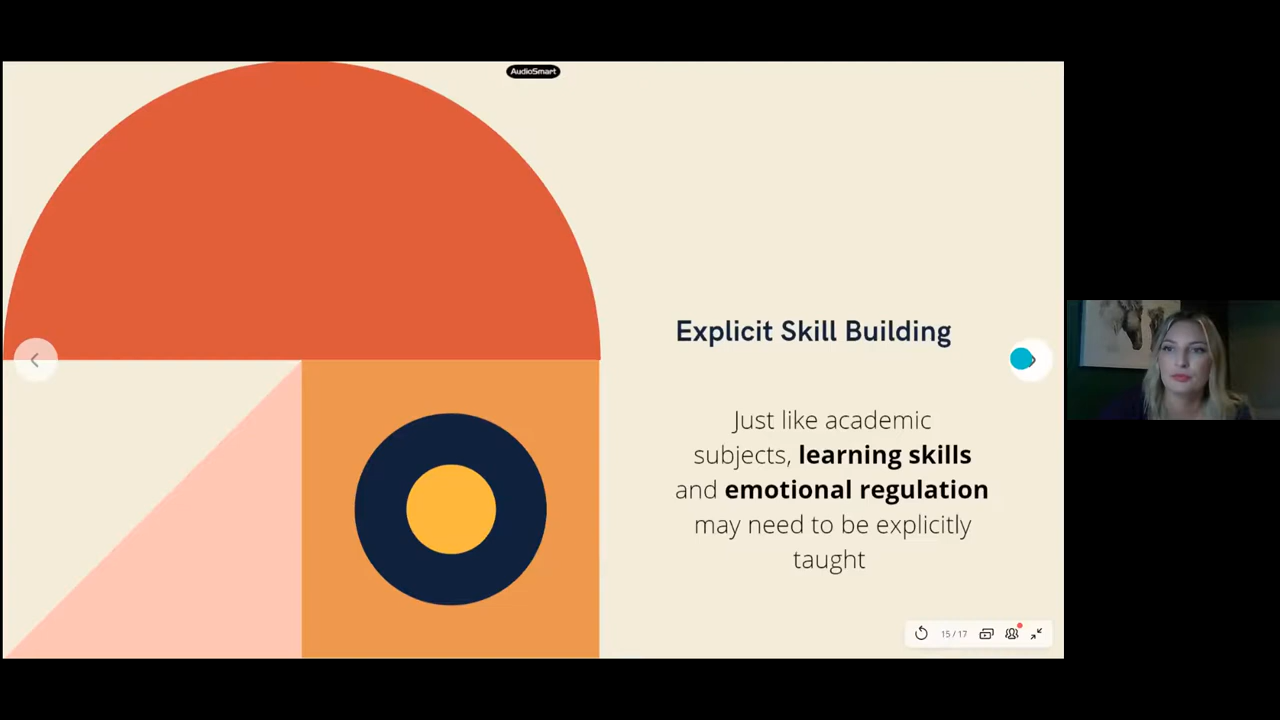 AudioSmart
Explicit Skill Building
Just like academic
subjects, learning skills
and emotional regulation
may need to be explicitly
taught
15 / 17